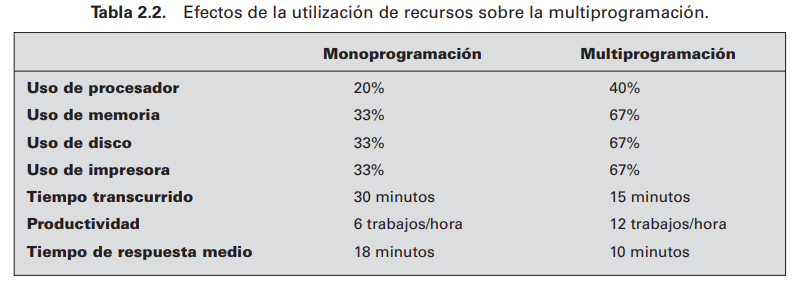 Tabla 2.2. Efectos de la utilización de recursos sobre la multiprogramación.
Monoprogramación Multiprogramación
Uso de procesador 20% 40%
Uso de memoria 33% 67%
Uso de disco 33% 67%
Uso de impresora 33% 67%
Tiempo transcurrido 30 minutos 15 minutos
Productividad 6 trabajos/hora 12 trabajos/hora
Tiempo de respuesta medio 18 minutos 10 minutos